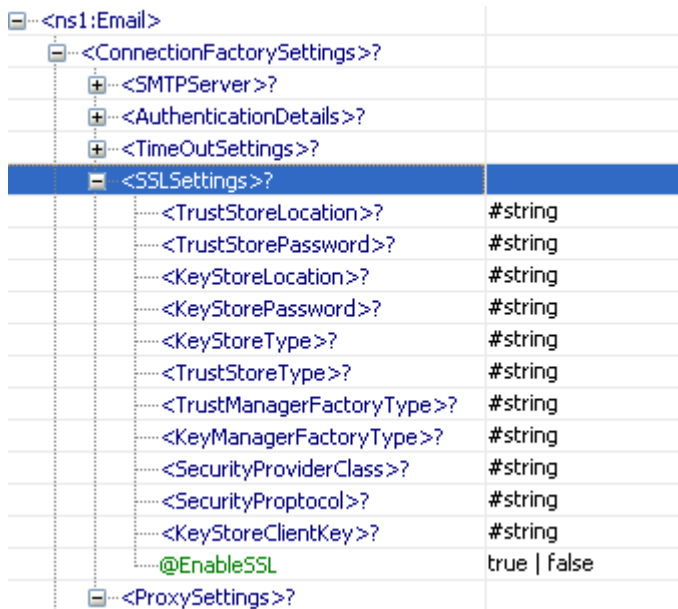 <ns1:Email>
<ConnectionFactorySettings>?
<SMTPServer>?
<AuthenticationDetails>?
<TimeOutSettings>?
<SSLSettings>?
<TrustStoreLocation>? #string
<TrustStorePassword>? #string
<KeyStoreLocation>? #string
<KeyStorePassword>? #string
<KeyStoreType>? #string
<TrustStoreType>? #string
<TrustManagerFactoryType>? #string
<KeyManagerFactoryType>? #string
<SecurityProviderClass>? #string
<SecurityProptocol>? #string
<KeyStoreClientKey>? #string
@EnableSSL true | false
<ProxySettings>?